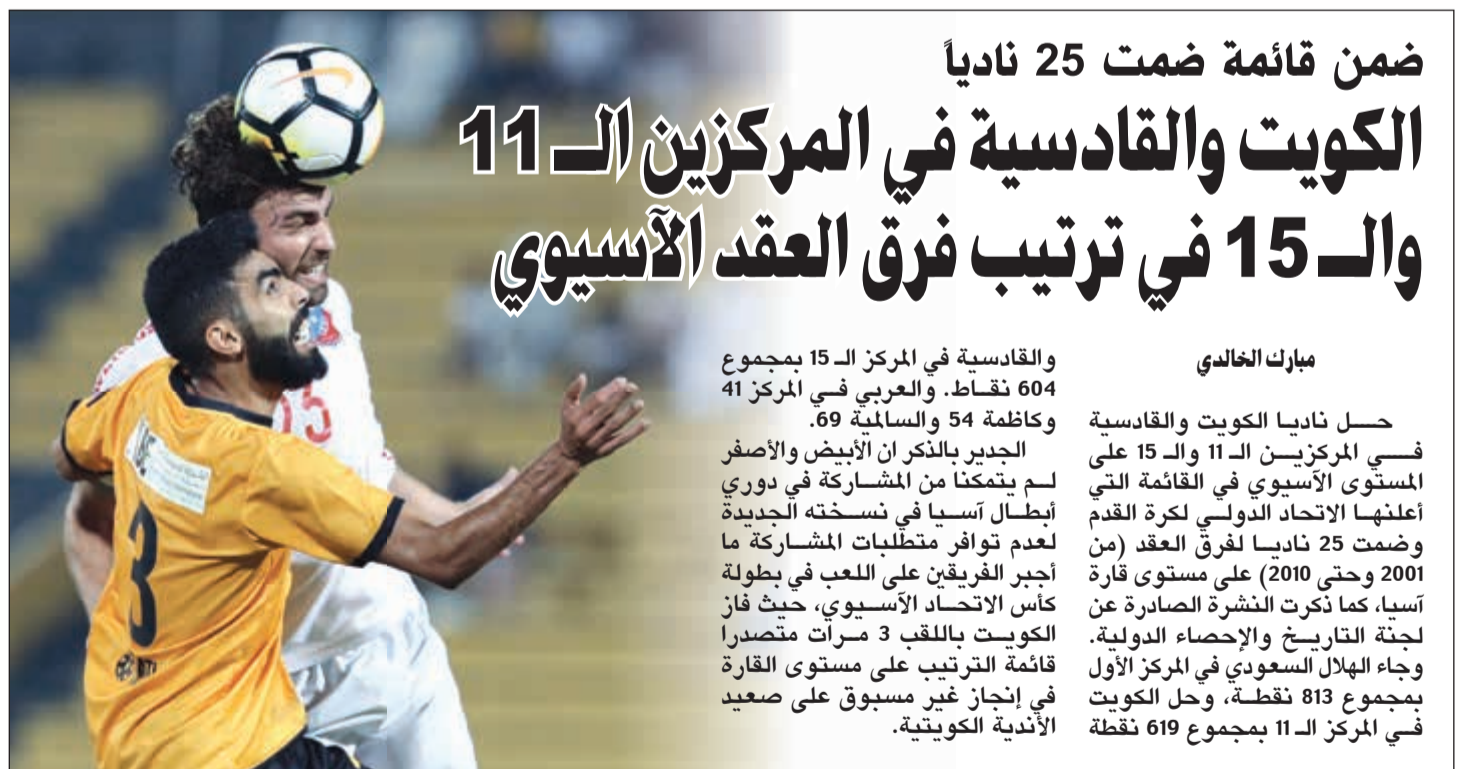 ضمن قائمة ضمت 25 نادياً
الكويت والقادسية في المركزين الـ 11
والـ 15 في ترتيب فرق العقد الآسيوي
مبارك الخالدي
حل ناديا الكويت والقادسية
في المركزين الـ 11 والـ 15 على
المستوى الآسيوي في القائمة التي
أعلنها الاتحاد الدولي لكرة القدم
وضمت 25 ناديا لفرق العقد (من
2001 وحتى 2010) على مستوى قارة
آسيا، كما ذكرت النشرة الصادرة عن
لجنة التاريخ والإحصاء الدولية.
وجاء الهلال السعودي في المركز الأول
بمجموع 813 نقطة، وحل الكويت
في المركز الـ 11 بمجموع 619 نقطة
والقادسية في المركز الـ 15 بمجموع
604 نقاط. والعربي في المركز 41
وكاظمة 54 والسالمية 69.
الجدير بالذكر ان الأبيض والأصفر
لم يتمكنا من المشاركة في دوري
أبطال آسيا في نسخته الجديدة
لعدم توافر متطلبات المشاركة ما
أجبر الفريقين على اللعب في بطولة
كأس الاتحاد الآسيوي، حيث فاز
الكويت باللقب 3 مرات متصدرا
قائمة الترتيب على مستوى القارة
في إنجاز غير مسبوق على صعيد
الأندية الكويتية.
3
15